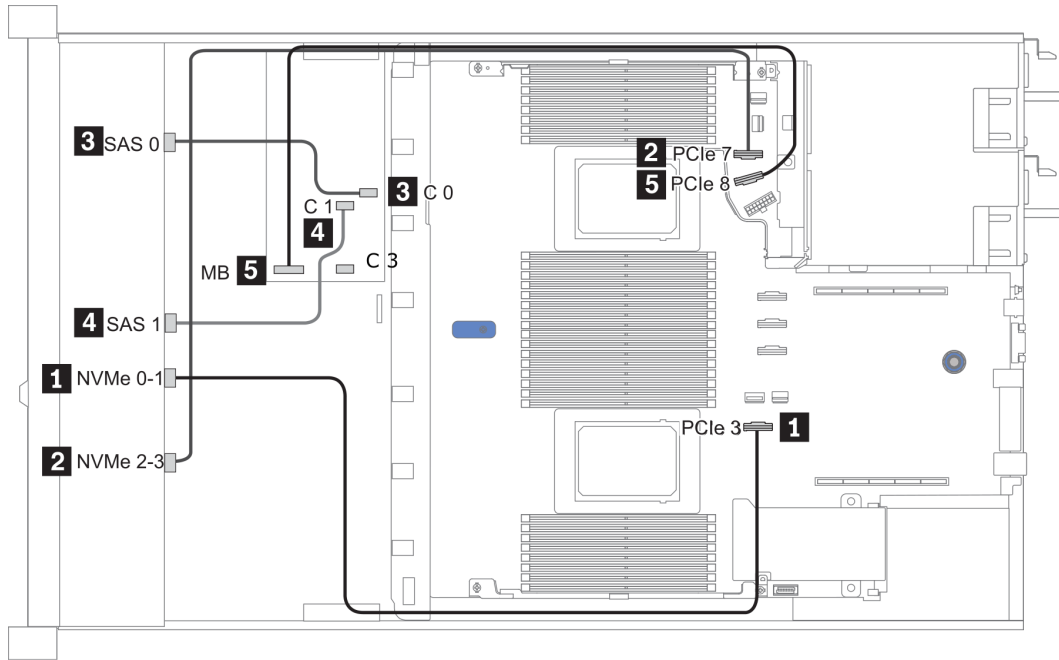 3 SAS 0
2 PCIe 7
5 PCIe 8
3 C 0
C 1
4
MB 5
C 3
4 SAS 1
1 NVMe 0-1
PCIe 3 1
2 NVMe 2-3